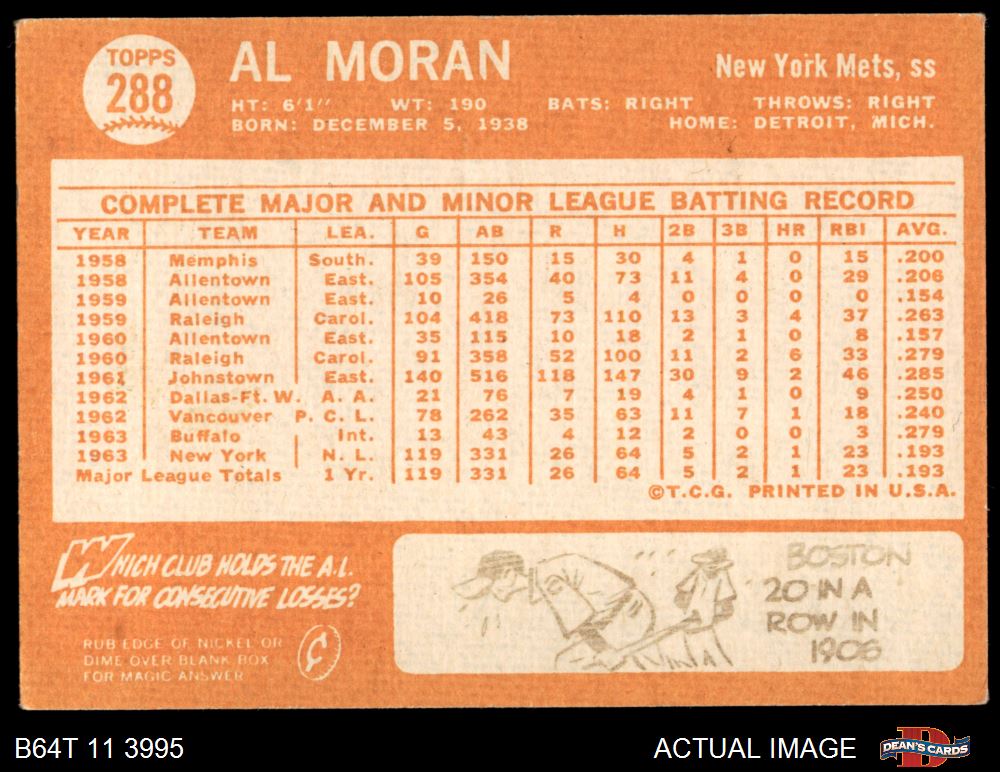 TOPPS
288
AL MORAN
New York Mets, ss
HT: 6'1" WT: 190 BATS: RIGHT THROWS: RIGHT
BORN: DECEMBER 5, 1938 HOME: DETROIT, MICH.
COMPLETE MAJOR AND MINOR LEAGUE BATTING RECORD
YEAR TEAM LEA. G AB R H 2B 3B HR RBI AVG.
1958 Memphis South. 39 150 15 30 4 1 0 15 .200
1958 Allentown East. 105 354 40 73 11 4 0 29 .206
1959 Allentown East. 10 26 5 4 0 0 0 0 .154
1959 Raleigh Carol. 104 418 73 110 13 3 4 37 .263
1960 Allentown East. 35 115 10 18 2 1 0 8 .157
1960 Raleigh Carol. 91 358 52 100 11 2 6 33 .279
1961 Johnstown East. 140 516 118 147 30 9 2 46 .285
1962 Dallas-Ft. W. A. A. 21 76 7 19 4 1 0 9 .250
1962 Vancouver P. C. L. 78 262 35 63 11 7 1 18 .240
1963 Buffalo Int. 13 43 4 12 2 0 0 3 .279
1963 New York N. L. 119 331 26 64 5 2 1 23 .193
Major League Totals 1 Yr. 119 331 26 64 5 2 1 23 .193
©T.C.G. PRINTED IN U.S.A.
WHICH CLUB HOLDS THE A.L.
MARK FOR CONSECUTIVE LOSSES?
RUB EDGE OF NICKEL OR
DIME OVER BLANK BOX
FOR MAGIC ANSWER
¢
BOSTON
20 IN A
ROW IN
1906
B64T 11 3995
ACTUAL IMAGE
D
DEAN'S CARDS